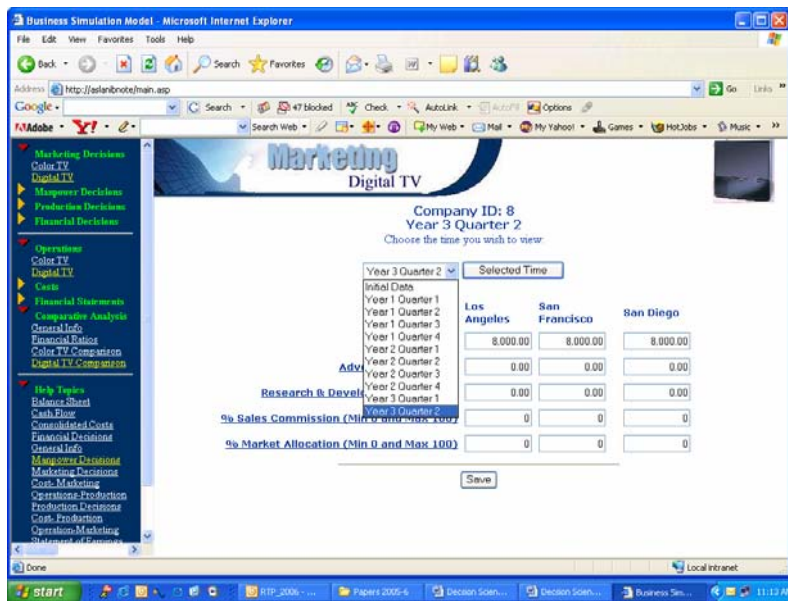 Business Simulation Model - Microsoft Internet Explorer
File Edit View Favorites Tools Help
Back Search Favorites
Address http://aslanibnote/main.asp Go Links
Google Search 47 blocked Check AutoLink AutoFill Options
Adobe Y! Search Web My Web Mail My Yahoo! Games HotJobs Music
Marketing Decisions
Color TV
Digital TV
Manpower Decisions
Production Decisions
Financial Decisions
Operations
Color TV
Digital TV
Costs
Financial Statements
Comparative Analysis
General Info
Financial Ratios
Color TV Comparison
Digital TV Comparison
Help Topics
Balance Sheet
Cash Flow
Consolidated Costs
Financial Decisions
General Info
Manpower Decisions
Marketing Decisions
Cost- Marketing
Operations-Production
Production Decisions
Cost- Production
Operation-Marketing
Statement of Earnings
Marketing
Digital TV
Company ID: 8
Year 3 Quarter 2
Choose the time you wish to view:
Year 3 Quarter 2 Selected Time
Initial Data
Year 1 Quarter 1
Year 1 Quarter 2
Year 1 Quarter 3
Year 1 Quarter 4
Year 2 Quarter 1
Year 2 Quarter 2
Year 2 Quarter 3
Year 2 Quarter 4
Year 3 Quarter 1
Year 3 Quarter 2
Los Angeles San Francisco San Diego
8,000.00 8,000.00 8,000.00
Adve 0.00 0.00 0.00
Research & Develo 0.00 0.00 0.00
% Sales Commission (Min 0 and Max 100) 0 0 0
% Market Allocation (Min 0 and Max 100) 0 0 0
Save
Done Local intranet
start RTP_2006 - ... Papers 2005-6 Decsion Scien... Decsion Scien... Business Sim... 11:13 AM